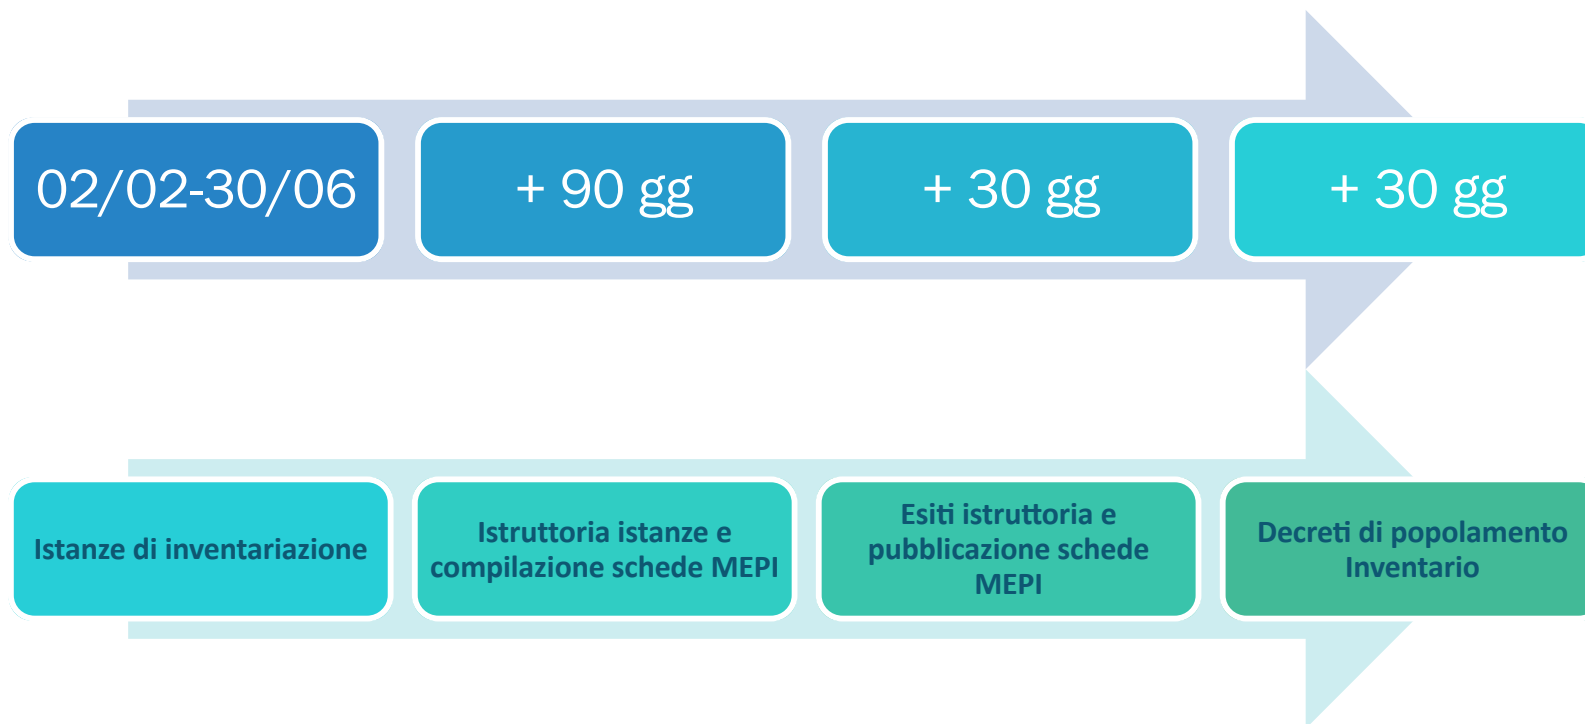 02/02-30/06
+ 90 gg
+ 30 gg
+ 30 gg
Istanze di inventariazione
Istruttoria istanze e
compilazione schede MEPI
Esiti istruttoria e
pubblicazione schede
MEPI
Decreti di popolamento
Inventario